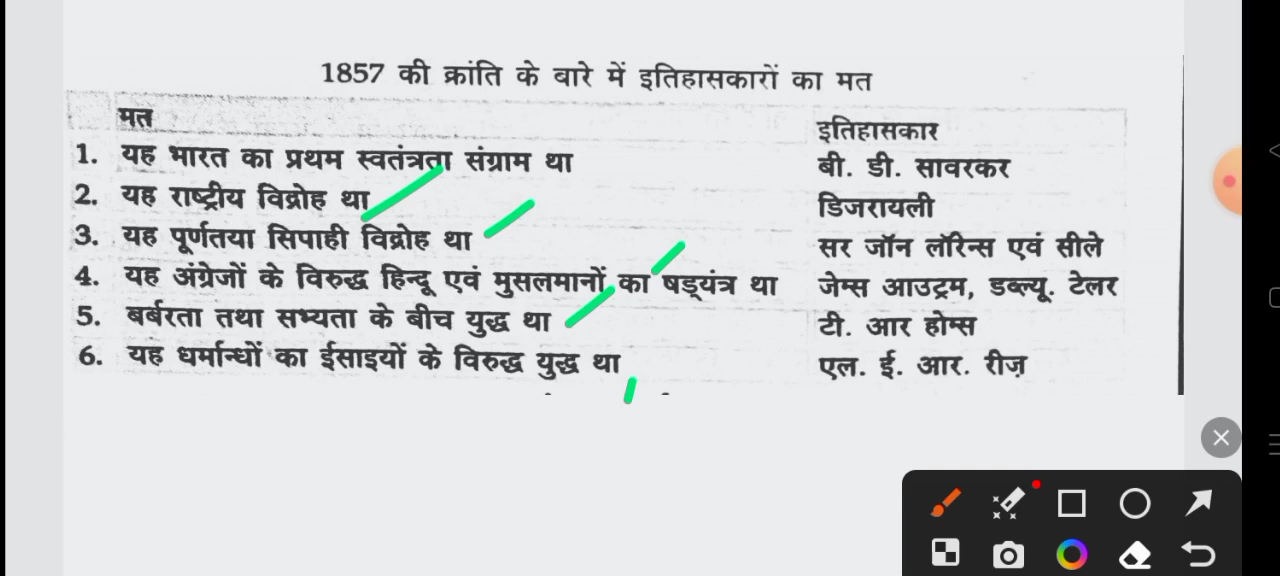 1857 की क्रांति के बारे में इतिहासकारों का मत
मत इतिहासकार
1. यह भारत का प्रथम स्वतंत्रता संग्राम था बी. डी. सावरकर
2. यह राष्ट्रीय विद्रोह था डिजरायली
3. यह पूर्णतया सिपाही विद्रोह था सर जॉन लॉरेन्स एवं सीले
4. यह अंग्रेजों के विरुद्ध हिन्दू एवं मुसलमानों का षड्यंत्र था जेम्स आउट्रम, डब्ल्यू. टेलर
5. बर्बरता तथा सभ्यता के बीच युद्ध था टी. आर होम्स
6. यह धर्मान्धों का ईसाइयों के विरुद्ध युद्ध था एल. ई. आर. रीज़